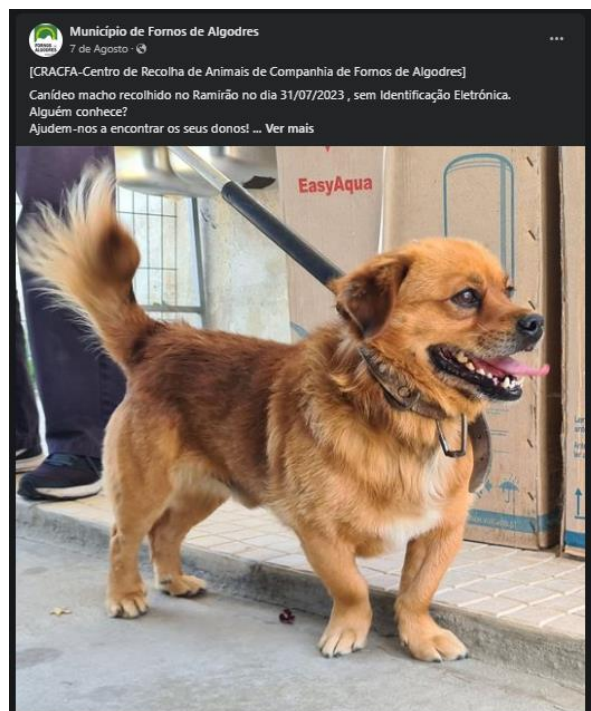 Município de Fornos de Algodres
7 de Agosto ·
[CRACFA-Centro de Recolha de Animais de Companhia de Fornos de Algodres]
Canídeo macho recolhido no Ramirão no dia 31/07/2023 , sem Identificação Eletrónica.
Alguém conhece?
Ajudem-nos a encontrar os seus donos! ... Ver mais
EasyAqua